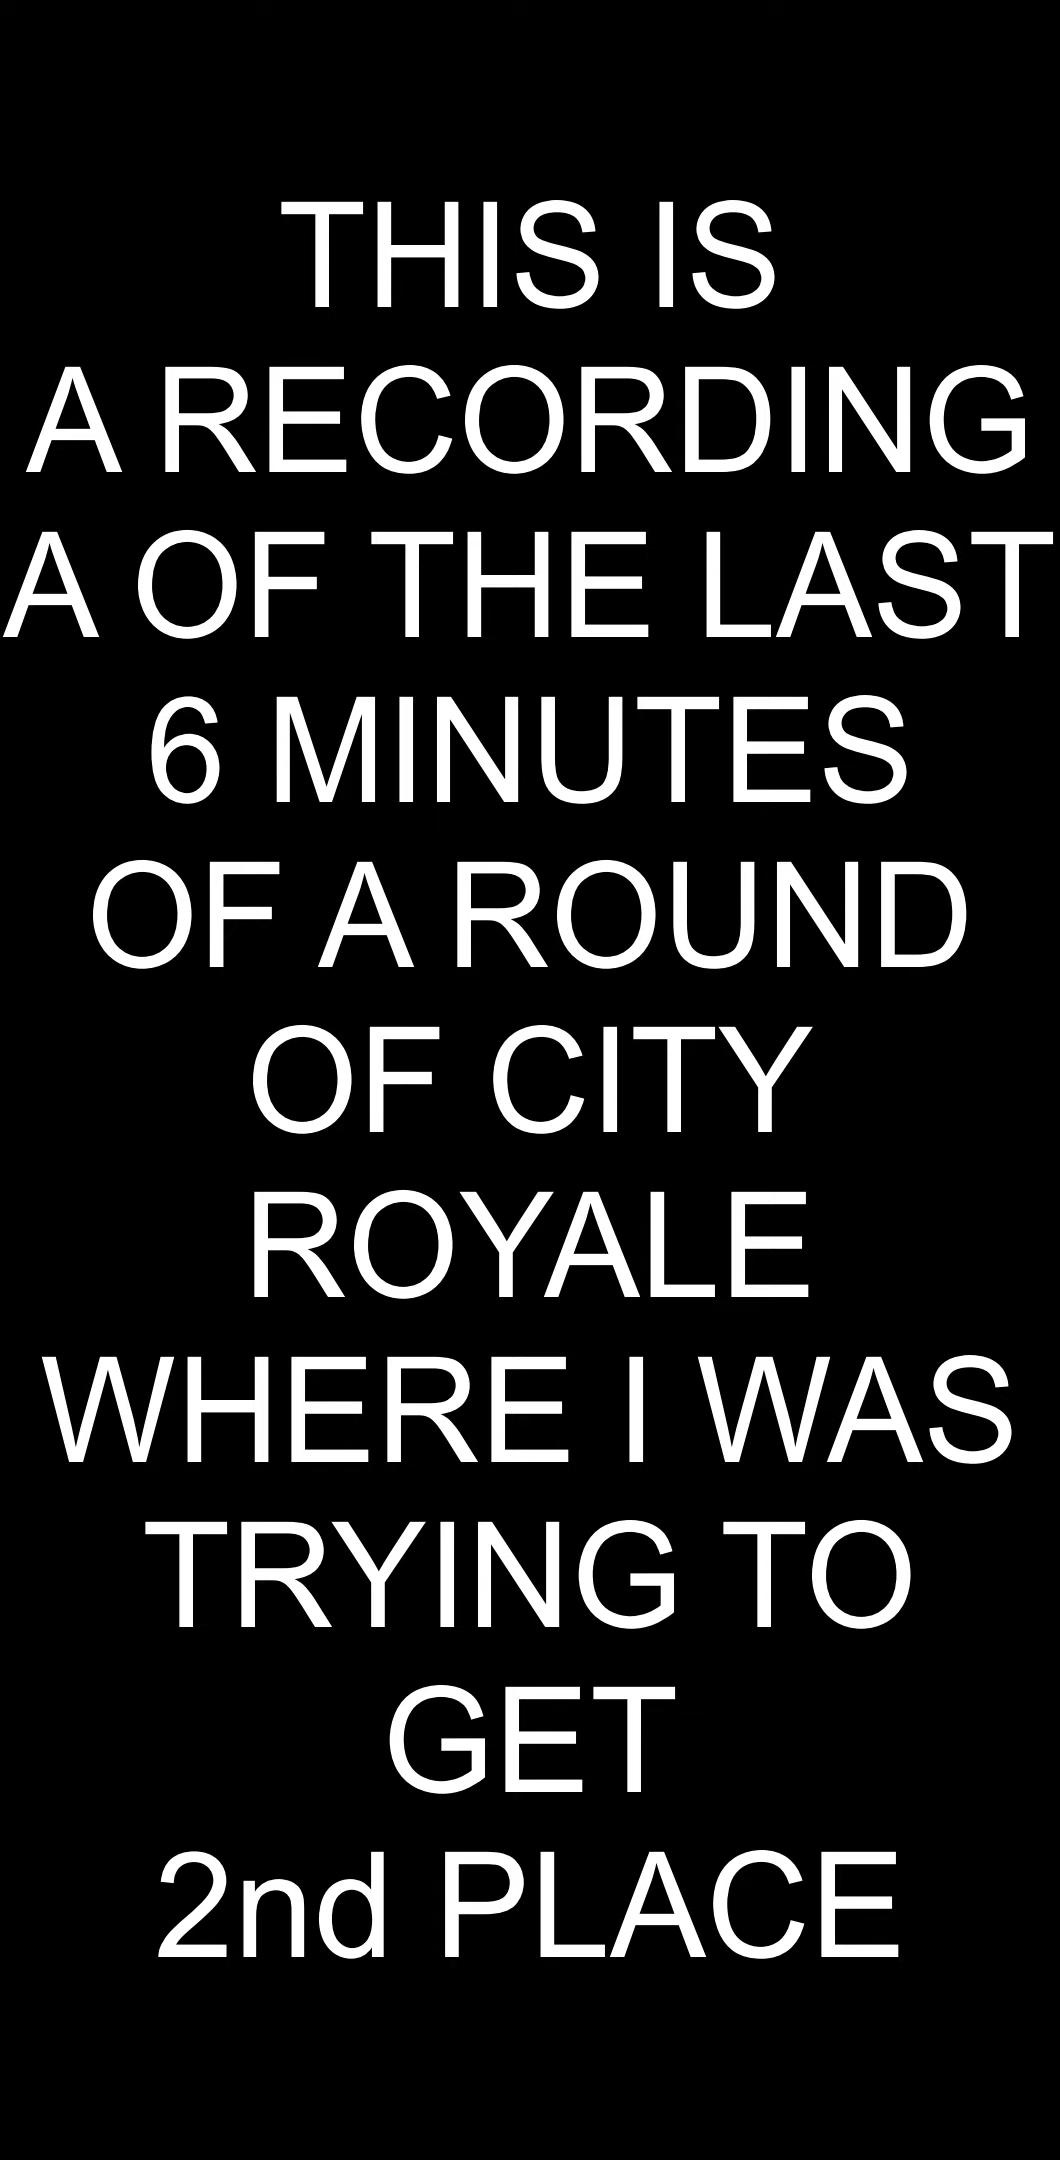 THIS IS
A RECORDING
A OF THE LAST
6 MINUTES
OF A ROUND
OF CITY
ROYALE
WHERE I WAS
TRYING TO
GET
2nd PLACE